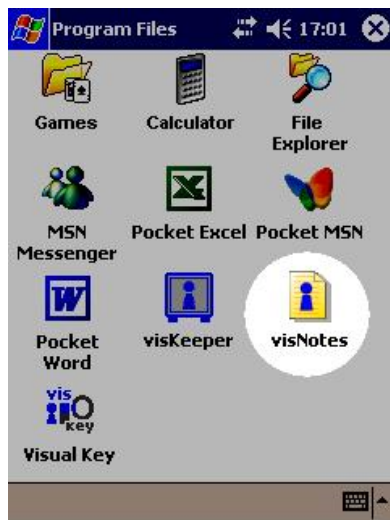 Program Files 17:01
Games Calculator File Explorer
MSN Messenger Pocket Excel Pocket MSN
Pocket Word visKeeper visNotes
vis
Key
Visual Key